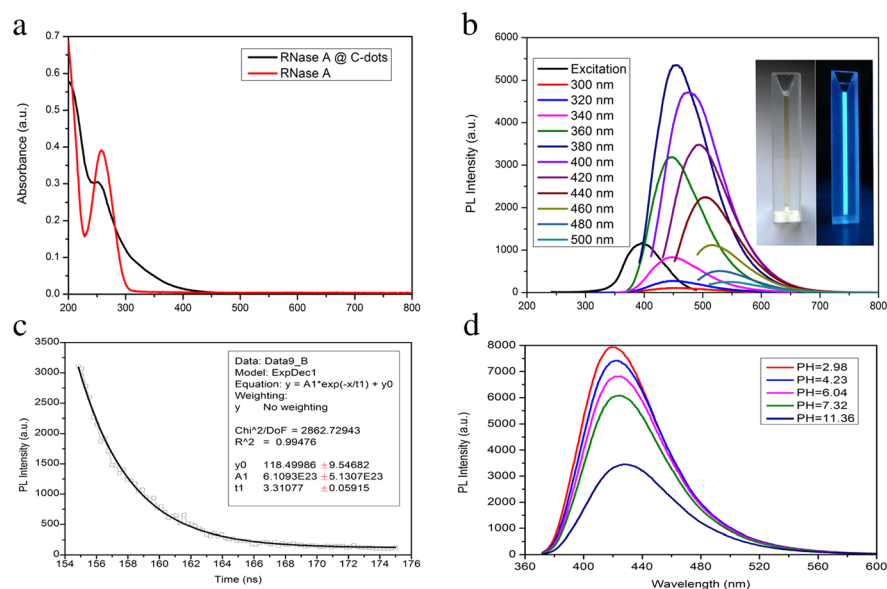 a
0.7
0.6
0.5
0.4
0.3
0.2
0.1
0.0
Absorbance (a.u.)
RNase A @ C-dots
RNase A
200 300 400 500 600 700 800
b
6000
5000
4000
3000
2000
1000
0
PL Intensity (a.u.)
Excitation
300 nm
320 nm
340 nm
360 nm
380 nm
400 nm
420 nm
440 nm
460 nm
480 nm
500 nm
200 300 400 500 600 700 800
c
3500
3000
2500
2000
1500
1000
500
0
PL Intensity (a.u.)
Data: Data9_B
Model: ExpDec1
Equation: y = A1*exp(-x/t1) + y0
Weighting:
y No weighting
Chi^2/DoF = 2862.72943
R^2 = 0.99476
y0 118.49986 ±9.54682
A1 6.1093E23 ±5.1307E23
t1 3.31077 ±0.05915
154 156 158 160 162 164 166 168 170 172 174 176
Time (ns)
d
8000
7000
6000
5000
4000
3000
2000
1000
0
PL Intensity (a.u.)
PH=2.98
PH=4.23
PH=6.04
PH=7.32
PH=11.36
360 400 440 480 520 560 600
Wavelength (nm)